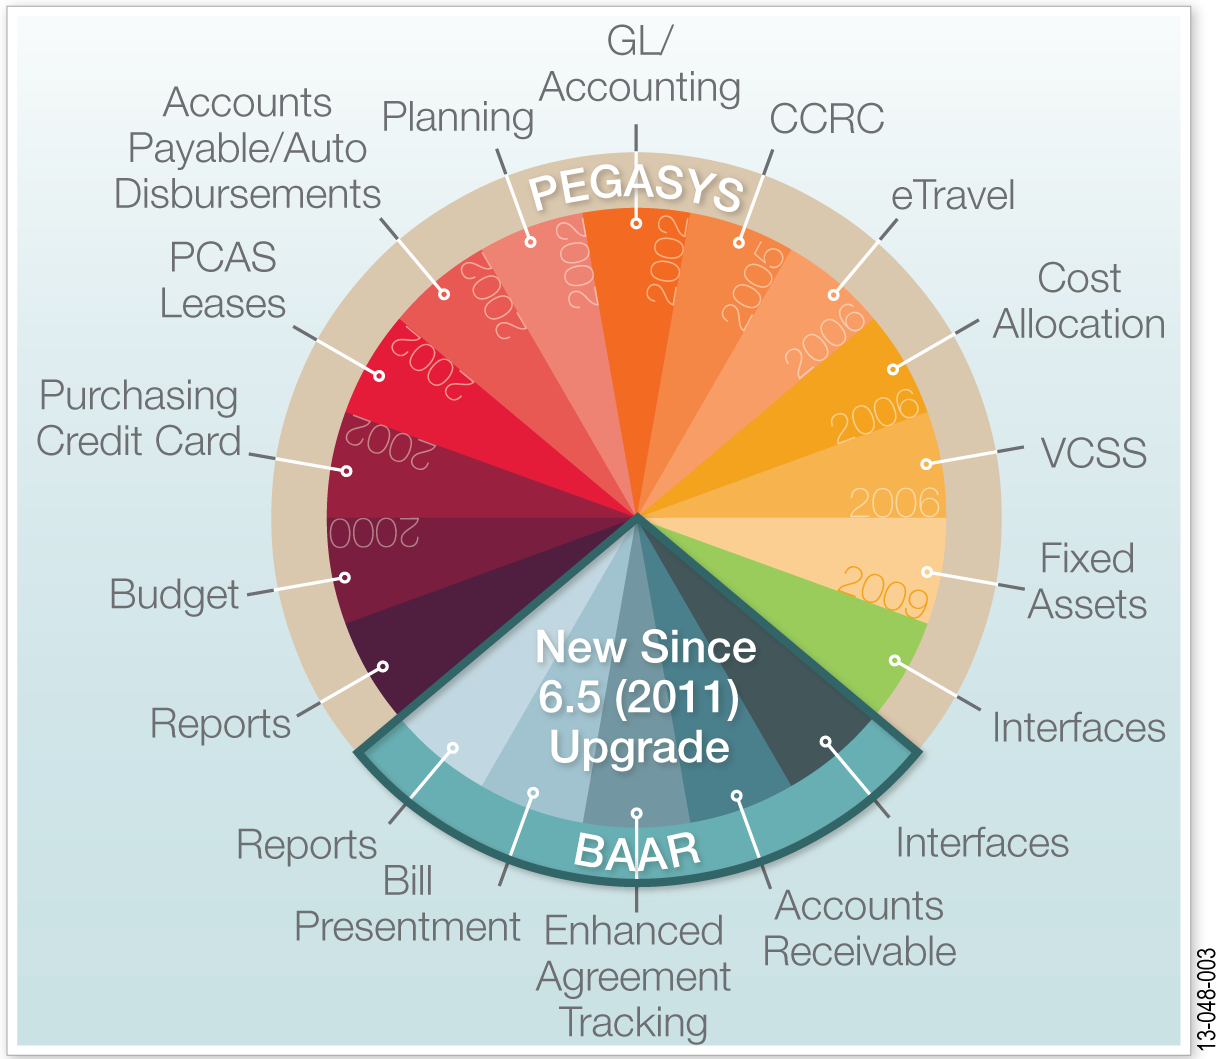 GL/
Accounting
CCRC
eTravel
Cost
Allocation
VCSS
Fixed
Assets
Interfaces
Interfaces
Accounts
Receivable
Enhanced
Agreement
Tracking
Bill
Presentment
Reports
Reports
Budget
Purchasing
Credit Card
PCAS
Leases
Accounts
Payable/Auto
Disbursements
Planning
PEGASYS
2002
2005
2006
2006
2006
2009
2000
2002
2002
2002
2002
New Since
6.5 (2011)
Upgrade
BAAR
13-048-003